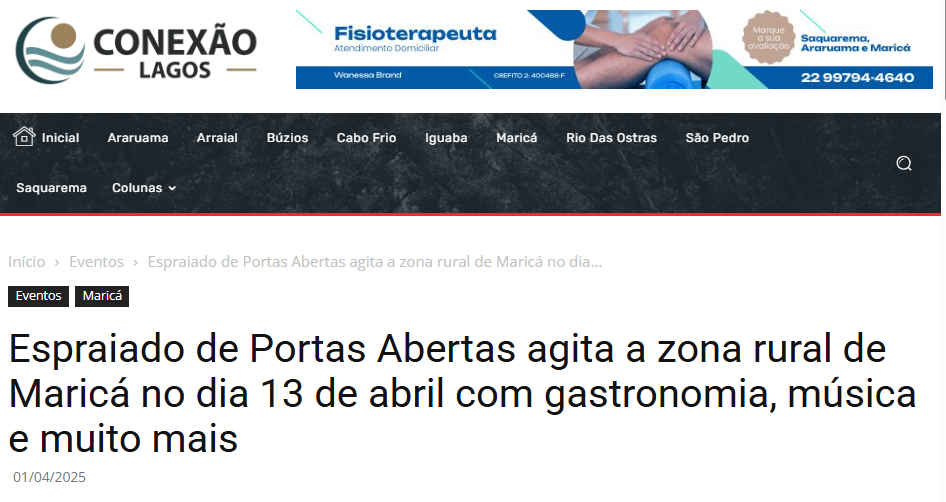 CONEXÃO
LAGOS
Fisioterapeuta
Atendimento Domiciliar
Wanessa Brand
CREFITO 2: 400488-F
Marque
a sua
avaliação
Saquarema,
Araruama e Maricá
22 99794-4640
Inicial Araruama Arraial Búzios Cabo Frio Iguaba Maricá Rio Das Ostras São Pedro
Saquarema Colunas
Início › Eventos › Espraiado de Portas Abertas agita a zona rural de Maricá no dia...
Eventos Maricá
Espraiado de Portas Abertas agita a zona rural de
Maricá no dia 13 de abril com gastronomia, música
e muito mais
01/04/2025